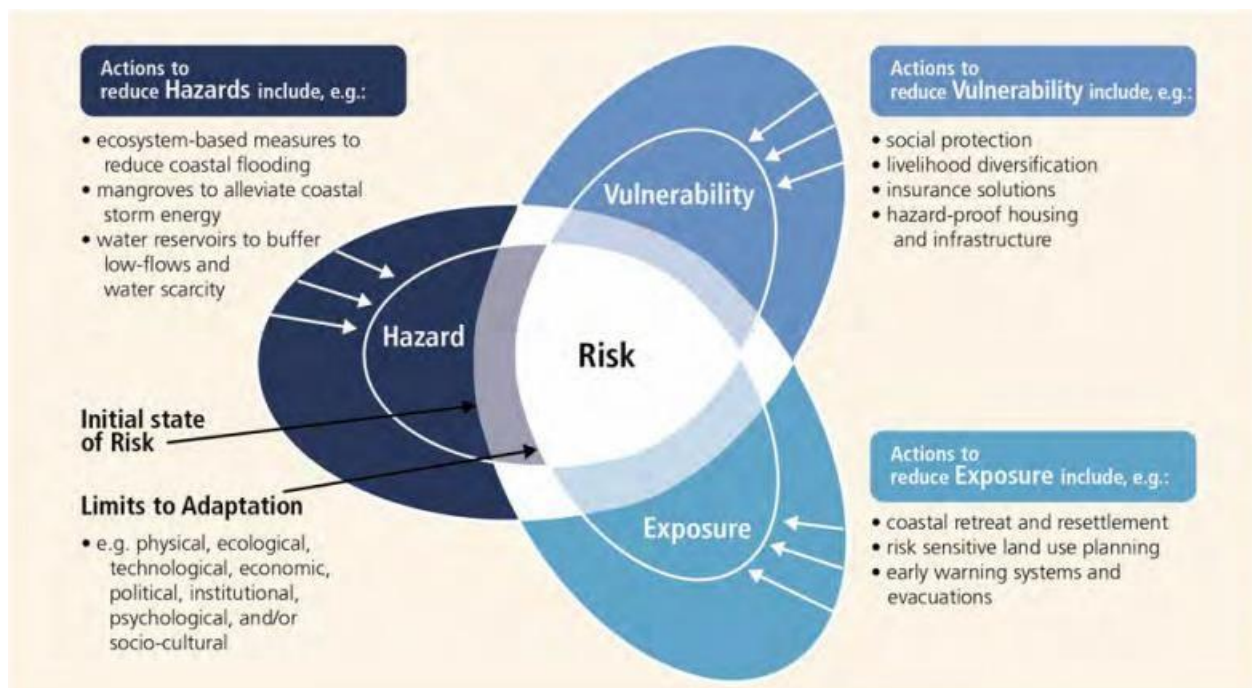 Actions to
reduce Hazards include, e.g.:
• ecosystem-based measures to
reduce coastal flooding
• mangroves to alleviate coastal
storm energy
• water reservoirs to buffer
low-flows and
water scarcity
Actions to
reduce Vulnerability include, e.g.:
• social protection
• livelihood diversification
• insurance solutions
• hazard-proof housing
and infrastructure
Vulnerability
Hazard
Risk
Exposure
Initial state
of Risk
Limits to Adaptation
• e.g. physical, ecological,
technological, economic,
political, institutional,
psychological, and/or
socio-cultural
Actions to
reduce Exposure include, e.g.:
• coastal retreat and resettlement
• risk sensitive land use planning
• early warning systems and
evacuations